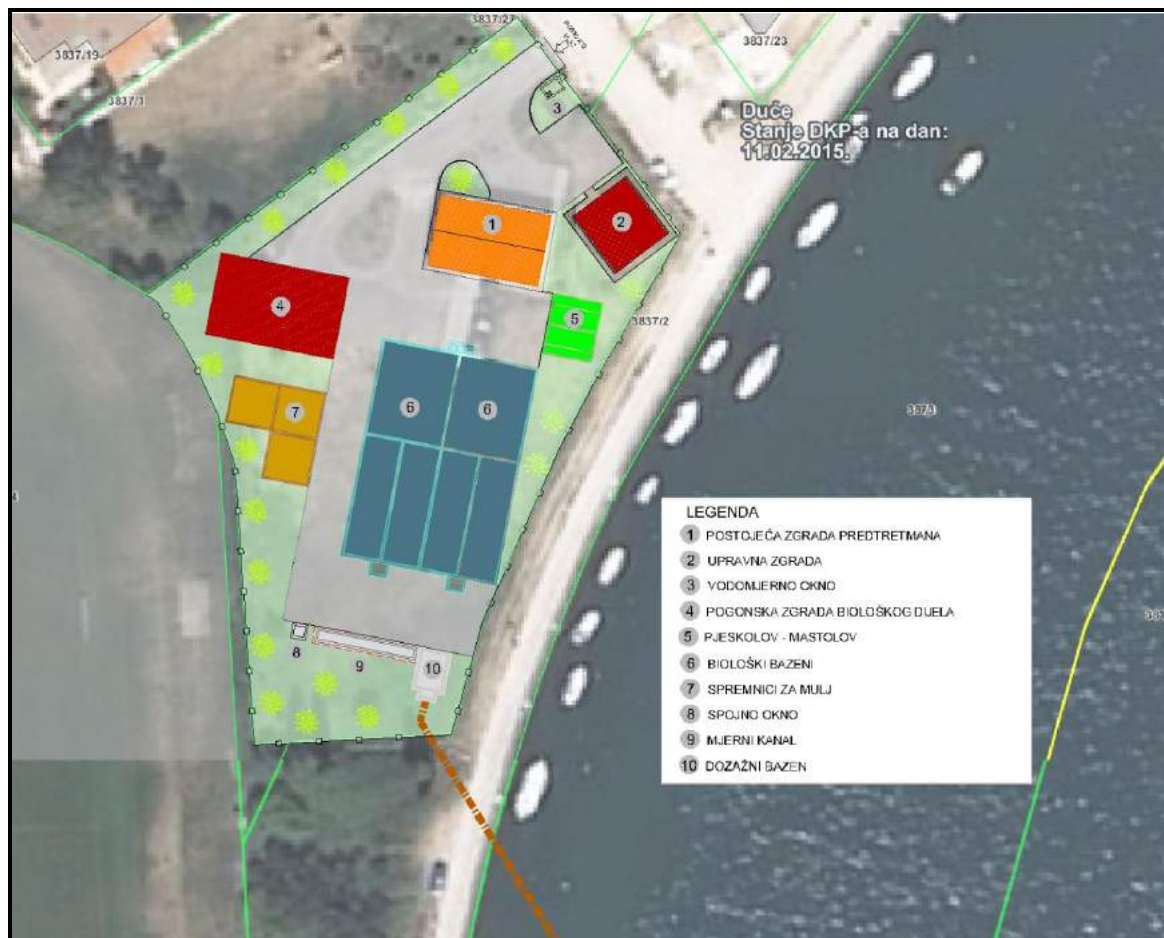 3837/27
3837/23
3837/19
3837/1
3
Duće
Stanje DKP-a na dan:
11.02.2015.
1
2
4
5
3837/2
6
6
7
3873
8
9
10
LEGENDA
1 POSTOJEĆA ZGRADA PREDTRETMANA
2 UPRAVNA ZGRADA
3 VODOMJERNO OKNO
4 POGONSKA ZGRADA BIOLOŠKOG DIJELA
5 PJESKOLOV - MASTOLOV
6 BIOLOŠKI BAZENI
7 SPREMNICI ZA MULJ
8 SPOJNO OKNO
9 MJERNI KANAL
10 DOZAŽNI BAZEN